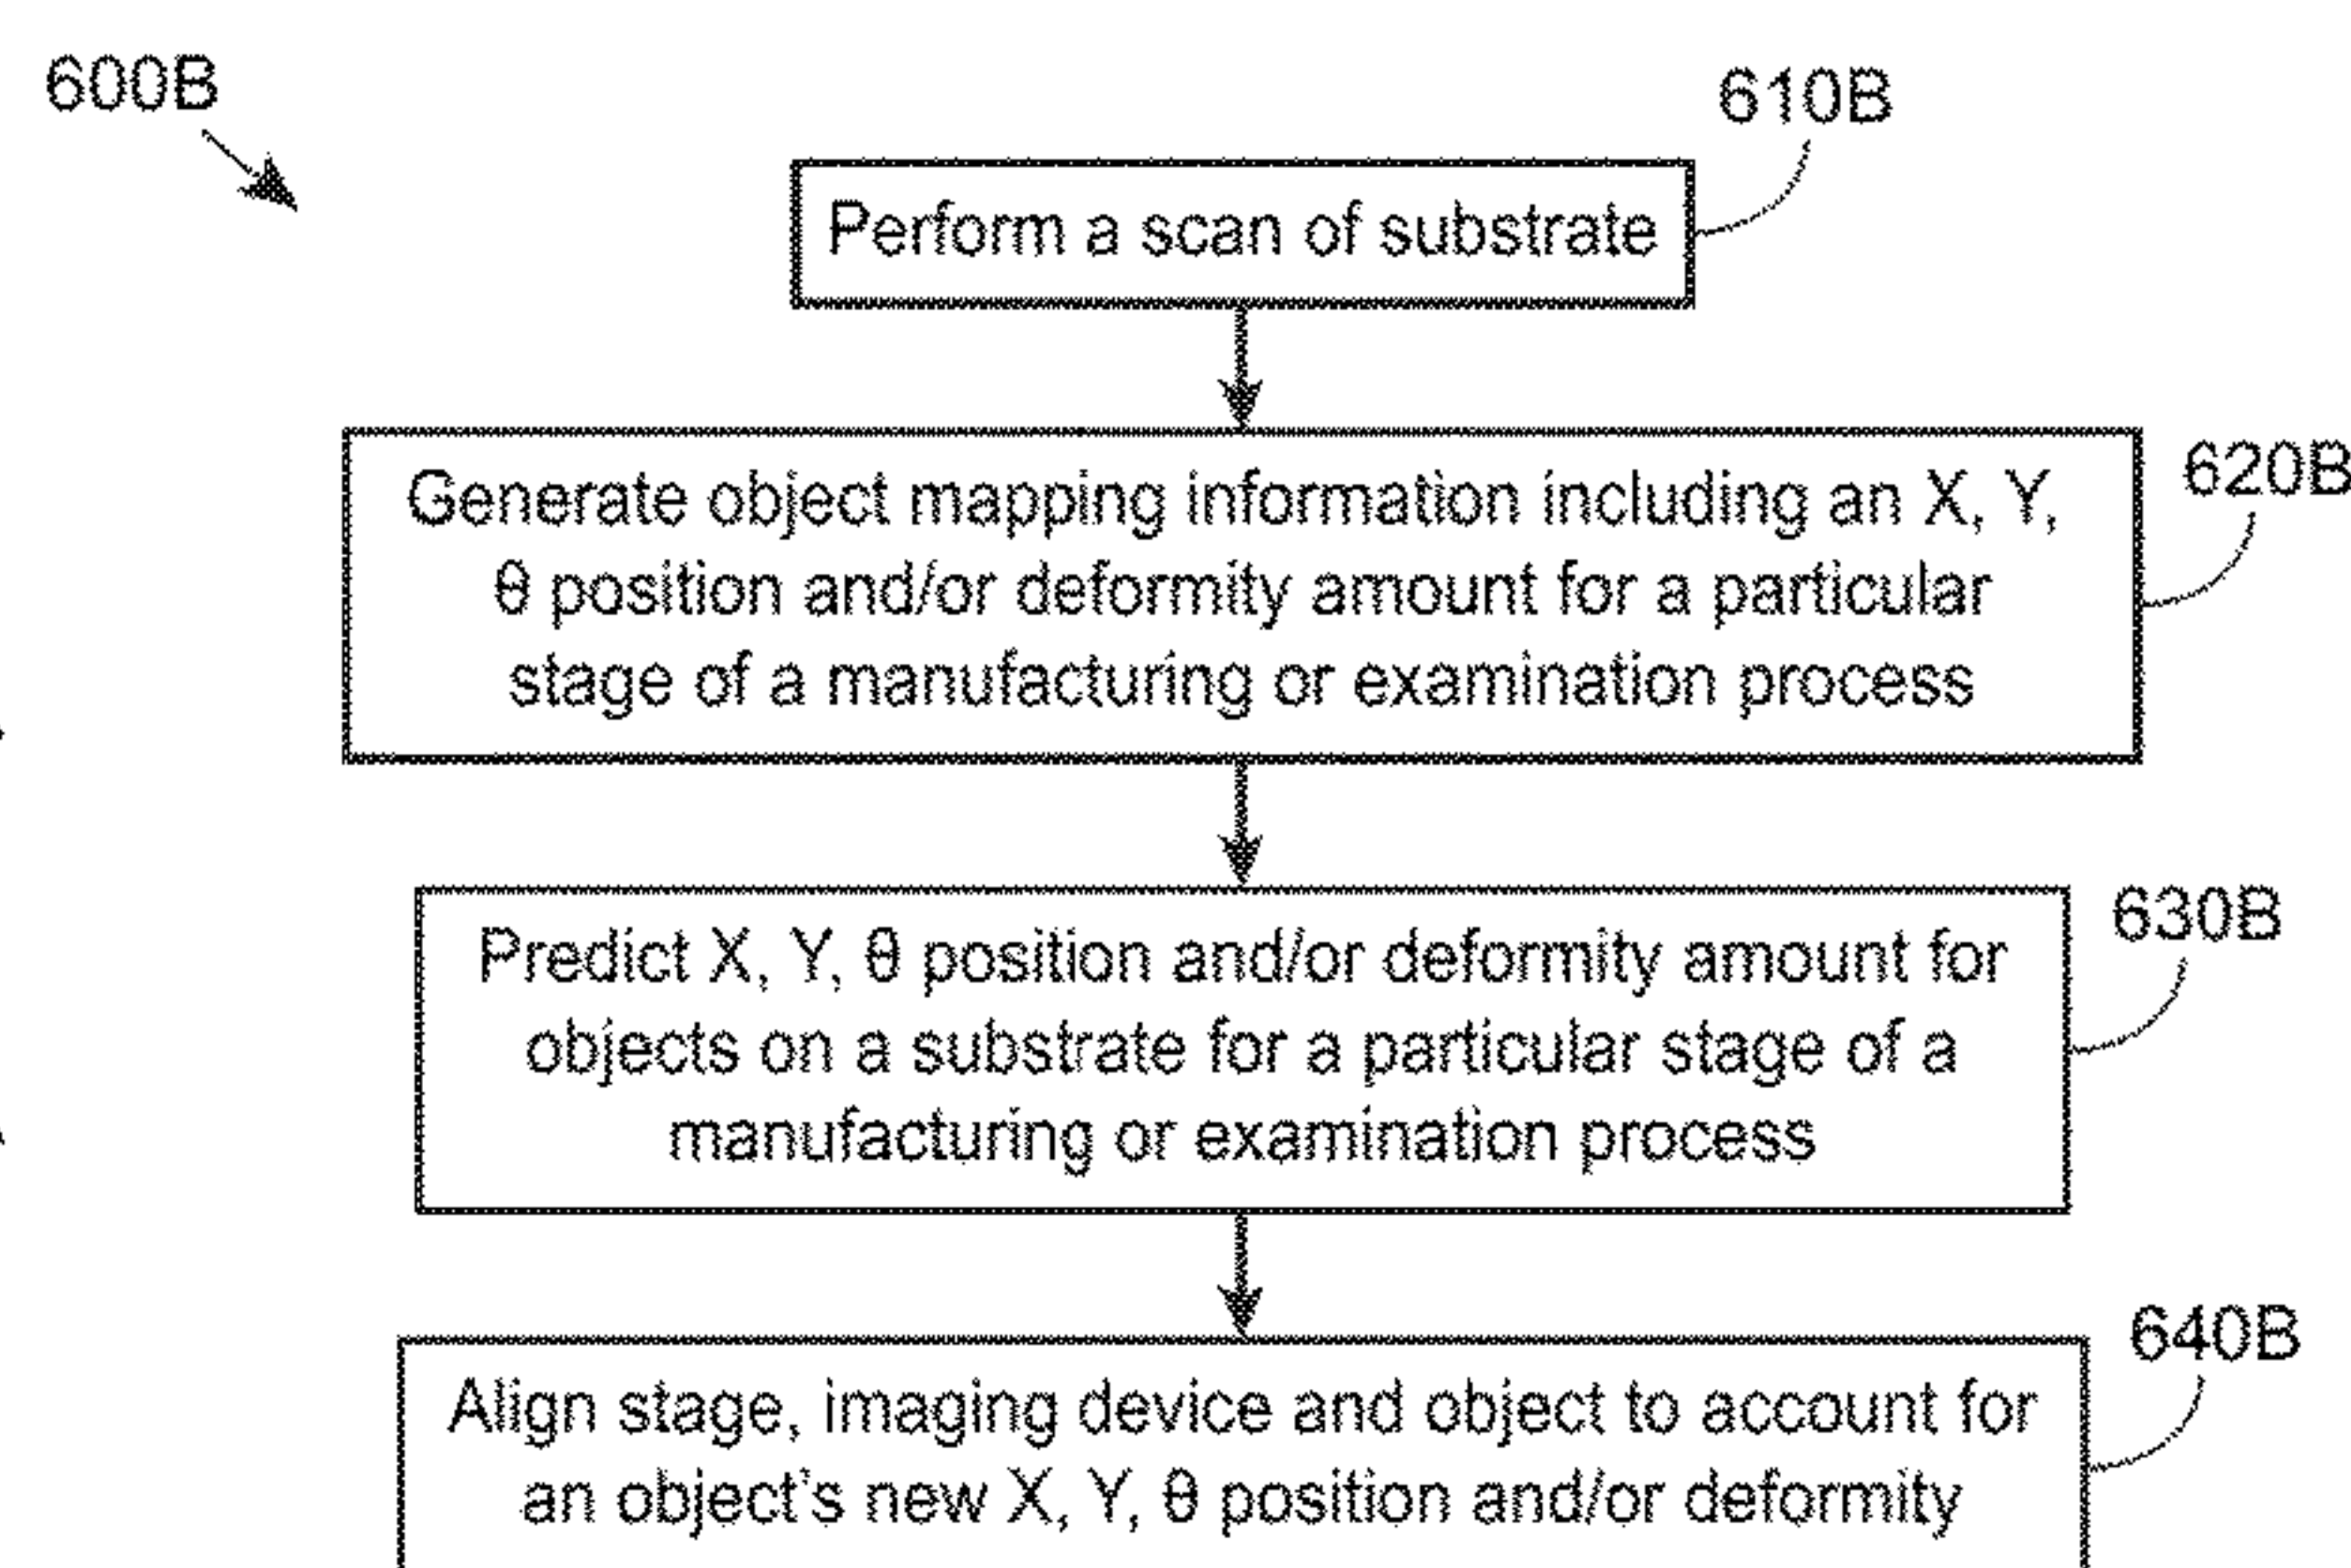 600B
610B
Perform a scan of substrate
620B
Generate object mapping information including an X, Y,
θ position and/or deformity amount for a particular
stage of a manufacturing or examination process
630B
Predict X, Y, θ position and/or deformity amount for
objects on a substrate for a particular stage of a
manufacturing or examination process
640B
Align stage, imaging device and object to account for
an object's new X, Y, θ position and/or deformity